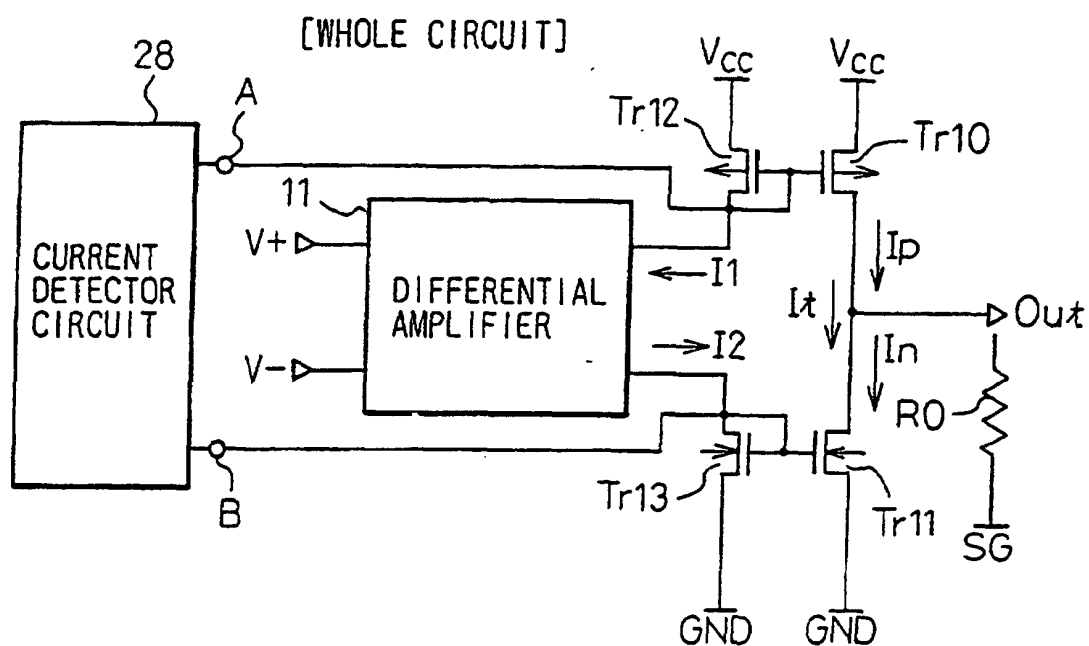 [WHOLE CIRCUIT]
28
A
VCC
VCC
Tr12
Tr10
11
V+
I1
Ip
CURRENT
DETECTOR
CIRCUIT
DIFFERENTIAL
AMPLIFIER
It
Out
I2
In
V-
RO
B
Tr13
Tr11
SG
GND
GND